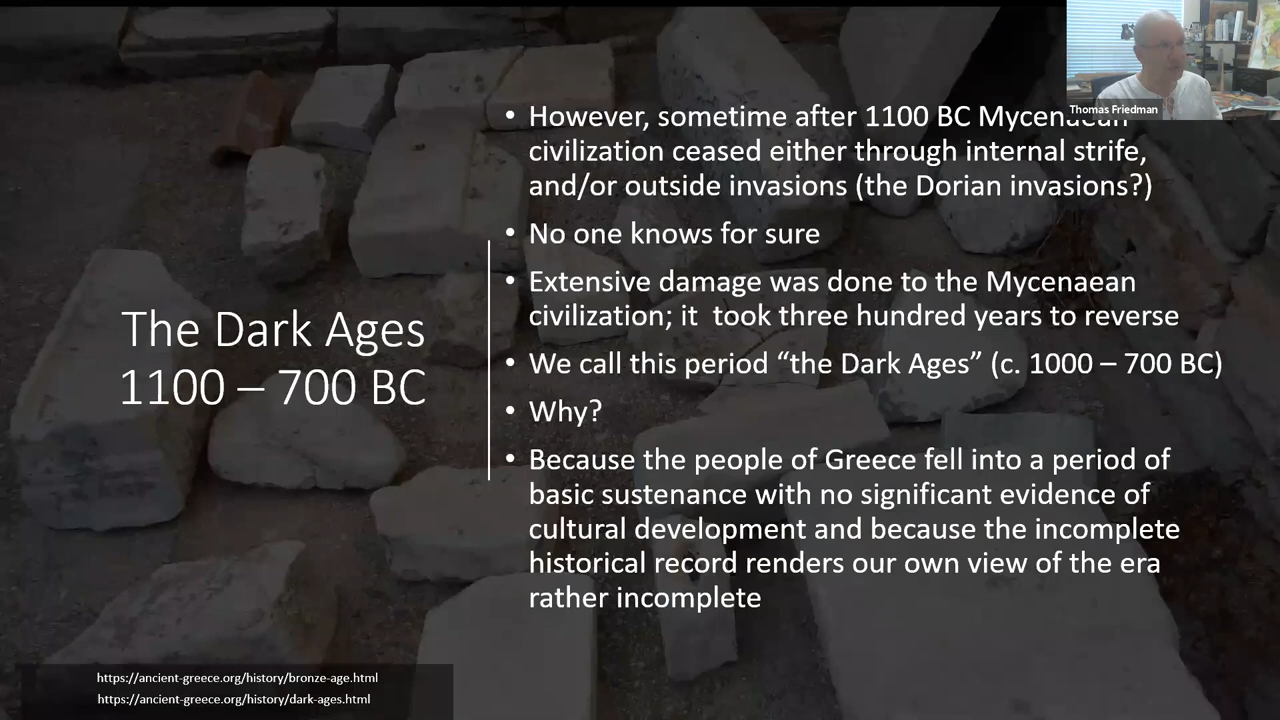 Thomas Friedman
The Dark Ages
1100 – 700 BC
• However, sometime after 1100 BC Mycenaean
civilization ceased either through internal strife,
and/or outside invasions (the Dorian invasions?)
• No one knows for sure
• Extensive damage was done to the Mycenaean
civilization; it  took three hundred years to reverse
• We call this period “the Dark Ages” (c. 1000 – 700 BC)
• Why?
• Because the people of Greece fell into a period of
basic sustenance with no significant evidence of
cultural development and because the incomplete
historical record renders our own view of the era
rather incomplete
https://ancient-greece.org/history/bronze-age.html
https://ancient-greece.org/history/dark-ages.html